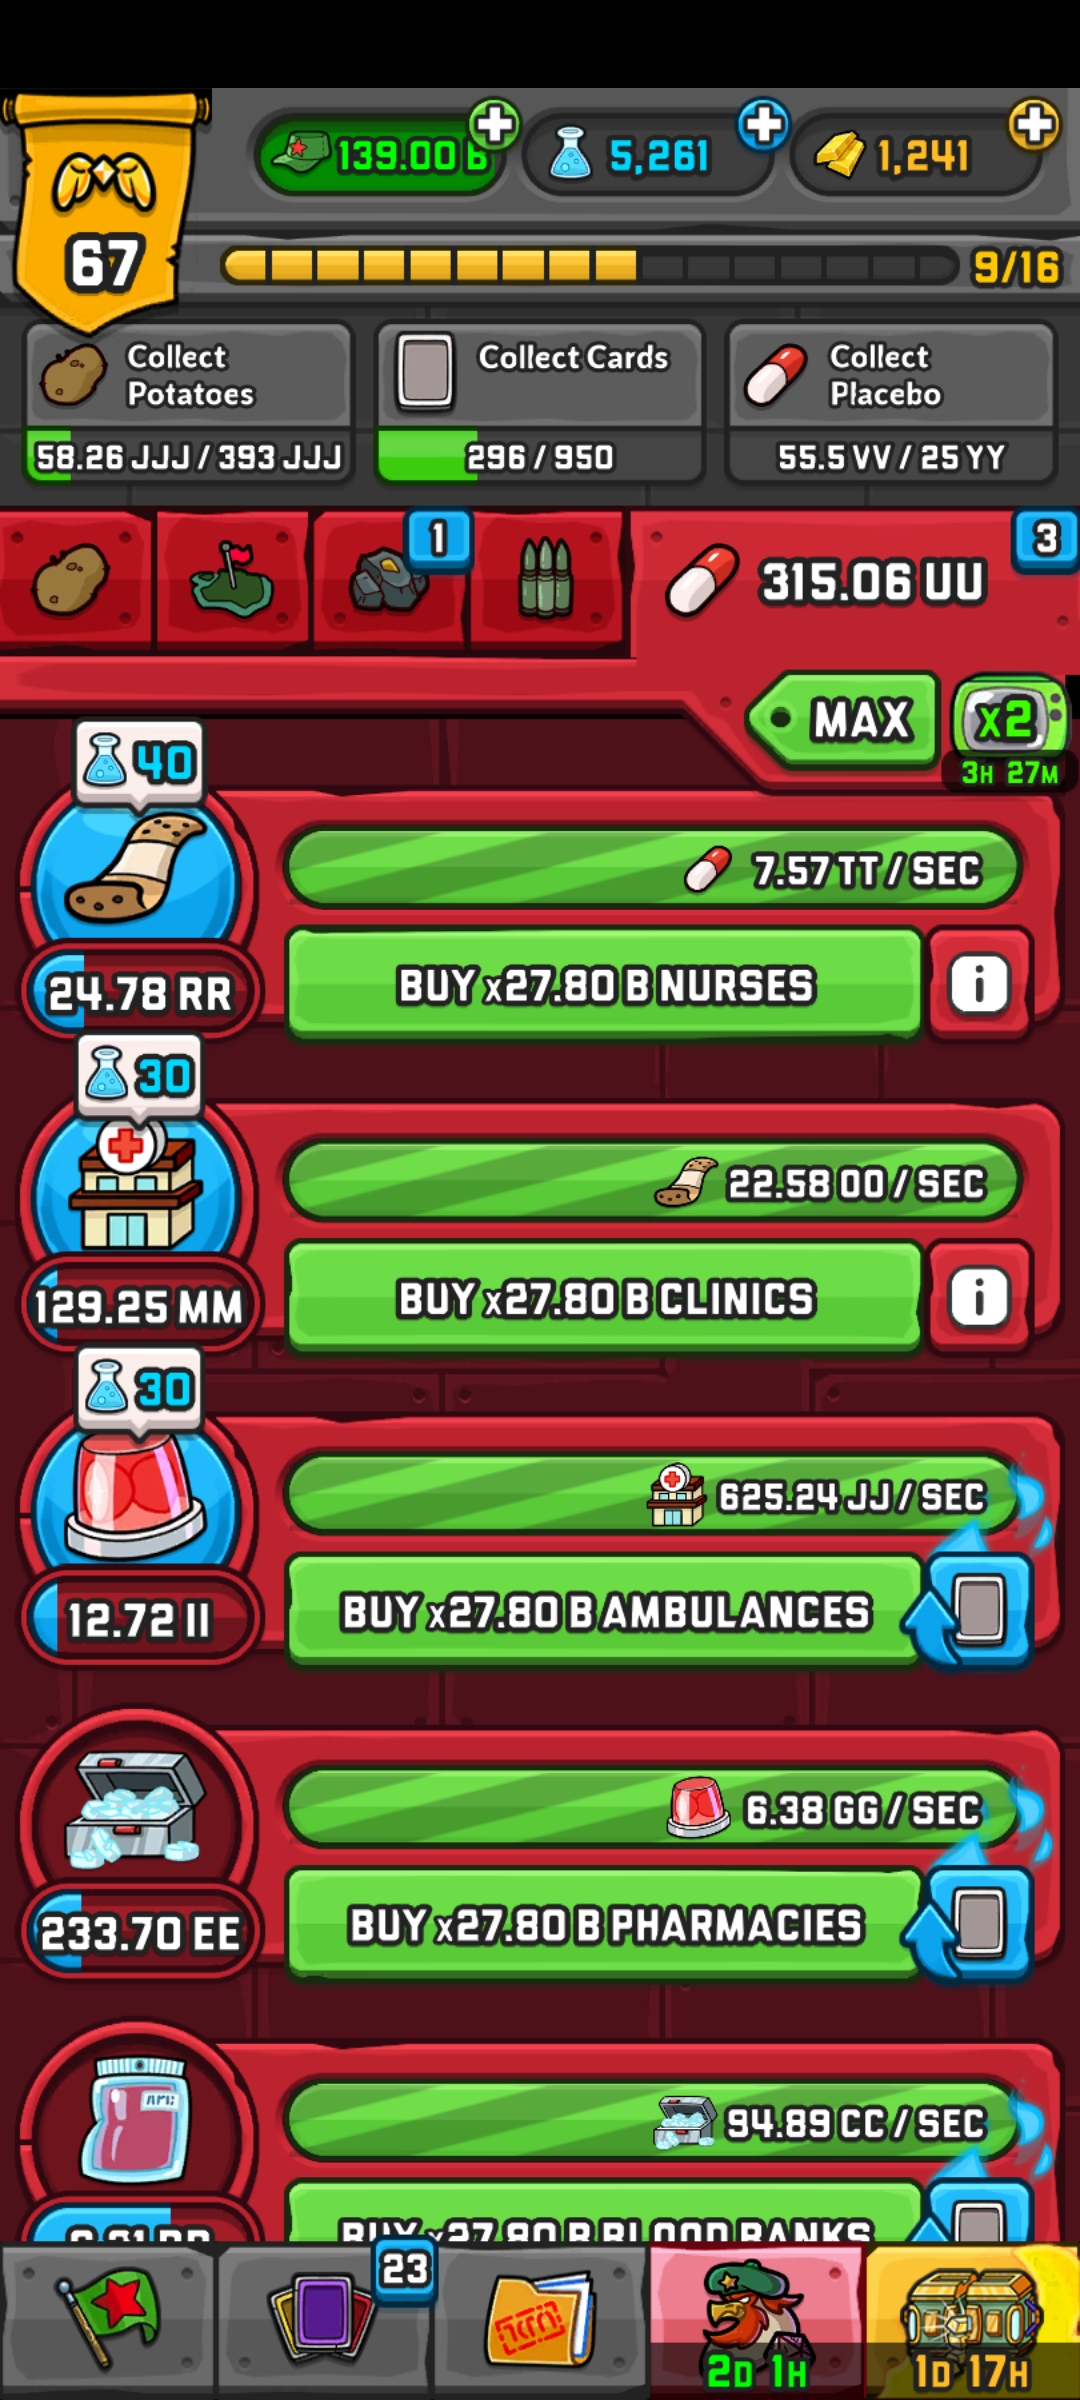 139.00 B
5,261
1,241
67
9/16
Collect
Potatoes
58.26 JJJ / 393 JJJ
Collect Cards
296 / 950
Collect
Placebo
55.5 VV / 25 YY
1
3
315.06 UU
MAX
x2
3H 27M
40
7.57 TT / SEC
BUY x27.80 B NURSES
i
24.78 RR
30
22.58 OO / SEC
BUY x27.80 B CLINICS
i
129.25 MM
30
625.24 JJ / SEC
BUY x27.80 B AMBULANCES
12.72 II
6.38 GG / SEC
BUY x27.80 B PHARMACIES
233.70 EE
94.89 CC / SEC
BUY x27.80 B BLOOD BANKS
23
2D 1H
1D 17H